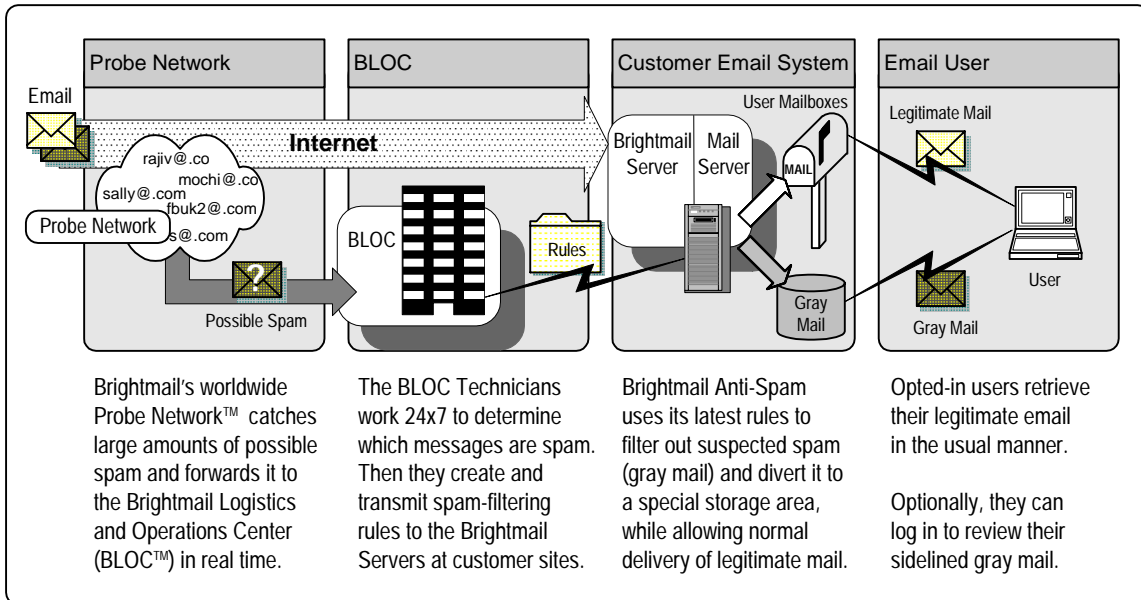 Probe Network
BLOC
Customer Email System
Email User
Email
Internet
rajiv@.co
mochi@.co
sally@.com
fbuk2@.com
s@.com
Probe Network
?
Possible Spam
BLOC
Rules
Brightmail
Server
Mail
Server
User Mailboxes
MAIL
Gray
Mail
Legitimate Mail
User
Gray Mail
Brightmail's worldwide
Probe Network™ catches
large amounts of possible
spam and forwards it to
the Brightmail Logistics
and Operations Center
(BLOC™) in real time.
The BLOC Technicians
work 24x7 to determine
which messages are spam.
Then they create and
transmit spam-filtering
rules to the Brightmail
Servers at customer sites.
Brightmail Anti-Spam
uses its latest rules to
filter out suspected spam
(gray mail) and divert it to
a special storage area,
while allowing normal
delivery of legitimate mail.
Opted-in users retrieve
their legitimate email
in the usual manner.
Optionally, they can
log in to review their
sidelined gray mail.